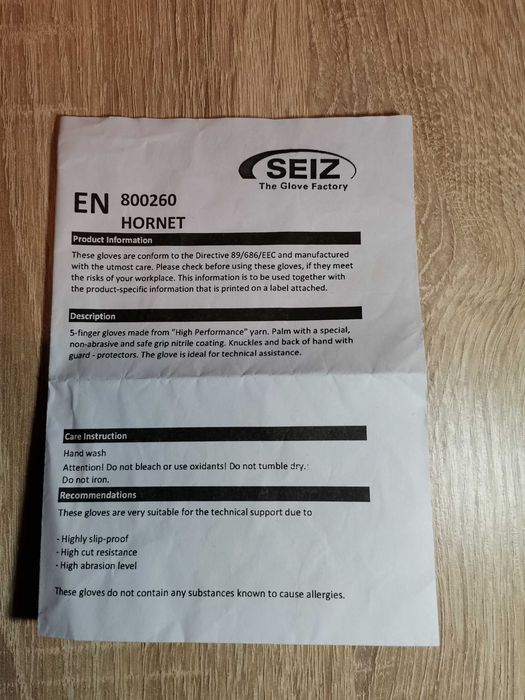 SEIZ
The Glove Factory
EN 800260
HORNET
Product Information
These gloves are conform to the Directive 89/686/EEC and manufactured
with the utmost care. Please check before using these gloves, if they meet
the risks of your workplace. This information is to be used together with
the product-specific information that is printed on a label attached.
Description
5-finger gloves made from "High Performance" yarn. Palm with a special,
non-abrasive and safe grip nitrile coating. Knuckles and back of hand with
guard - protectors. The glove is ideal for technical assistance.
Care Instruction
Hand wash
Attention! Do not bleach or use oxidants! Do not tumble dry.
Do not iron.
Recommendations
These gloves are very suitable for the technical support due to
- Highly slip-proof
- High cut resistance
- High abrasion level
These gloves do not contain any substances known to cause allergies.